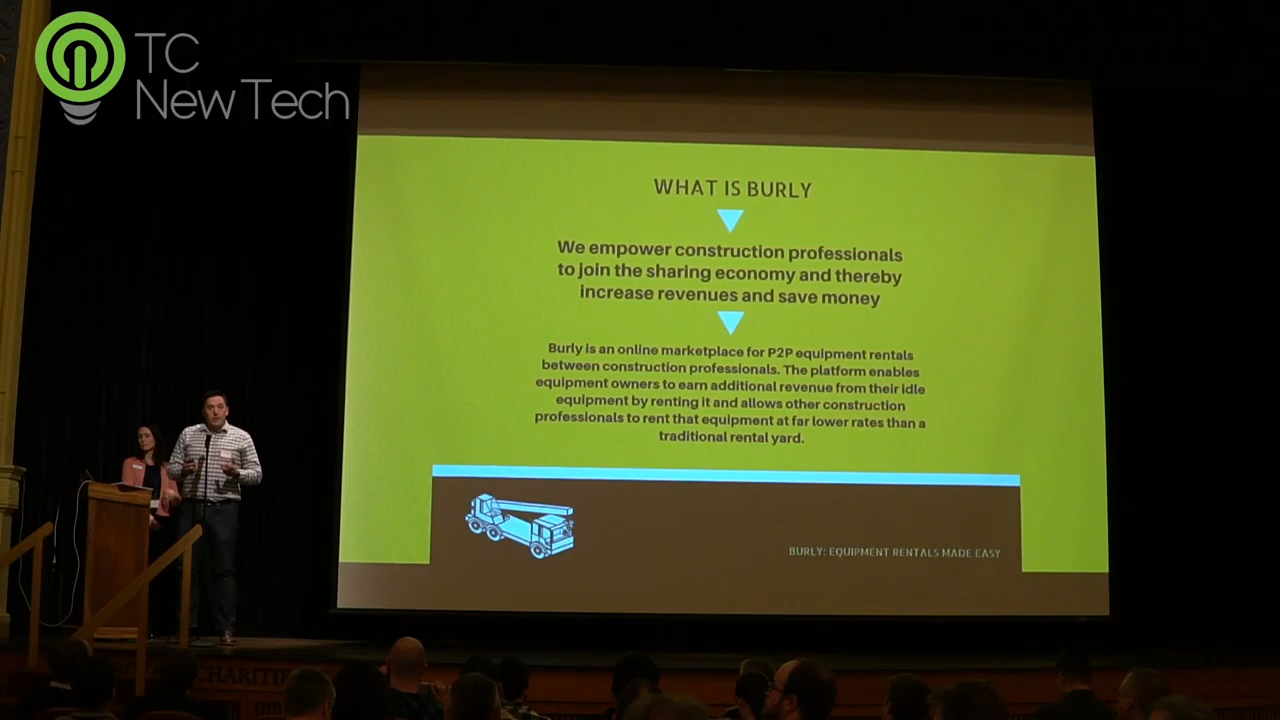 TC
NewTech
WHAT IS BURLY
We empower construction professionals
to join the sharing economy and thereby
increase revenues and save money
Burly is an online marketplace for P2P equipment rentals
between construction professionals. The platform enables
equipment owners to earn additional revenue from their idle
equipment by renting it and allows other construction
professionals to rent that equipment at far lower rates than a
traditional rental yard.
BURLY: EQUIPMENT RENTALS MADE EASY